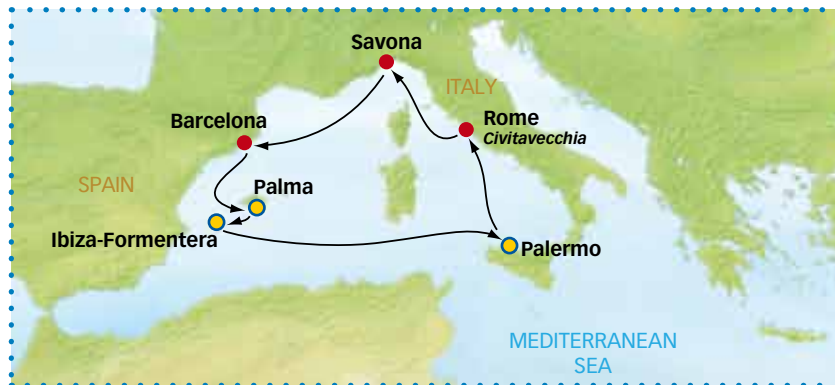 Savona
ITALY
Rome
Civitavecchia
Barcelona
SPAIN
Palma
Ibiza-Formentera
Palermo
MEDITERRANEAN
SEA